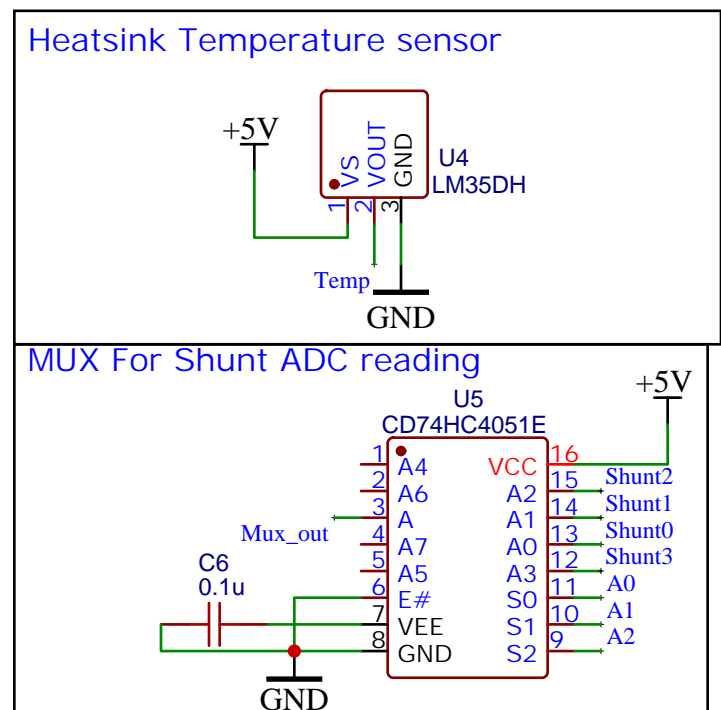 Heatsink Temperature sensor
+5V
VS
VOUT
GND
U4
LM35DH
1
2
3
Temp
GND
MUX For Shunt ADC reading
+5V
U5
CD74HC4051E
1 A4 VCC 16
2 A6 A2 15 Shunt2
Mux_out 3 A A1 14 Shunt1
4 A7 A0 13 Shunt0
5 A5 A3 12 Shunt3
6 E# S0 11 A0
7 VEE S1 10 A1
8 GND S2 9 A2
C6
0.1u
GND